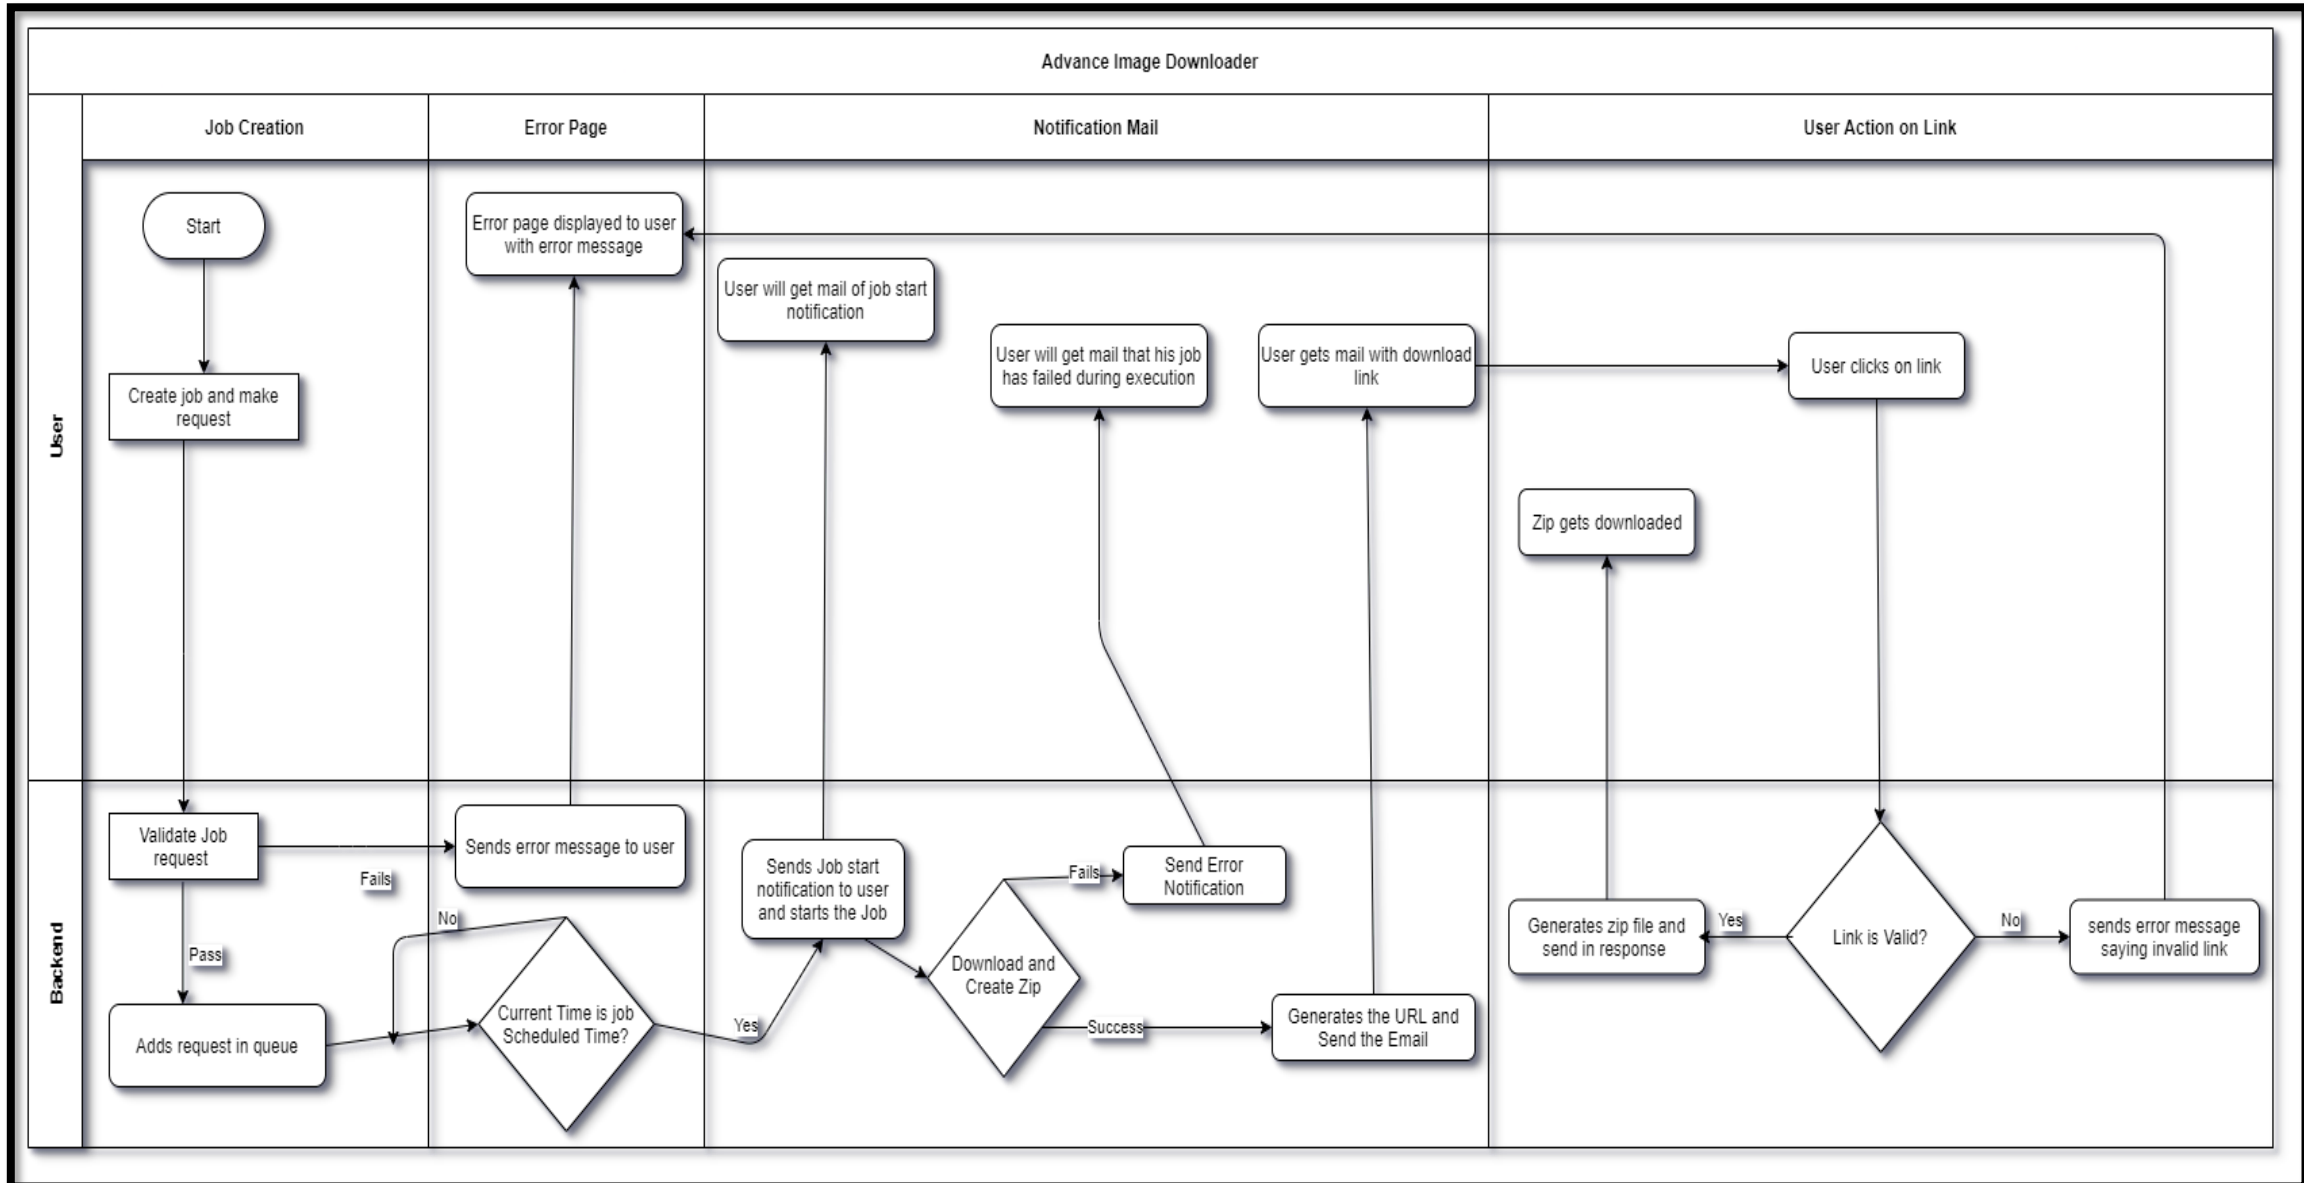 Advance Image Downloader
Job Creation
Error Page
Notification Mail
User Action on Link
User
Start
Error page displayed to user
with error message
User will get mail of job start
notification
User will get mail that his job
has failed during execution
User gets mail with download
link
User clicks on link
Create job and make
request
Zip gets downloaded
Backend
Validate Job
request
Fails
Sends error message to user
Pass
Adds request in queue
No
Current Time is job
Scheduled Time?
Yes
Sends Job start
notification to user
and starts the Job
Download and
Create Zip
Fails
Send Error
Notification
Success
Generates the URL and
Send the Email
Generates zip file and
send in response
Yes
Link is Valid?
No
sends error message
saying invalid link